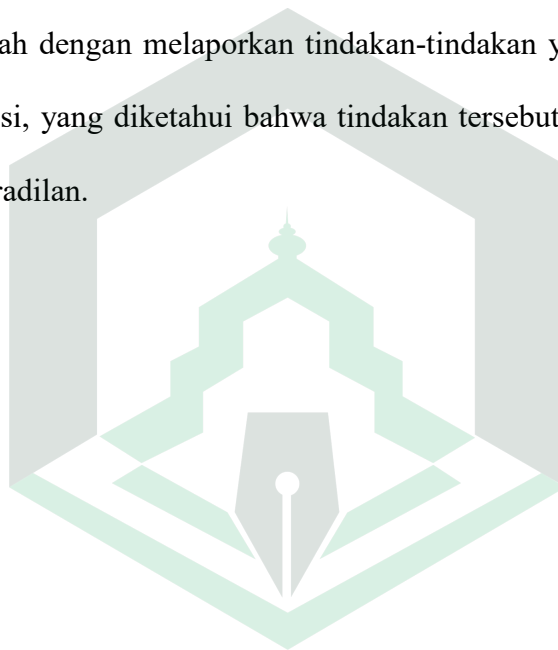 ah dengan melaporkan tindakan-tindakan y
si, yang diketahui bahwa tindakan tersebut
radilan.